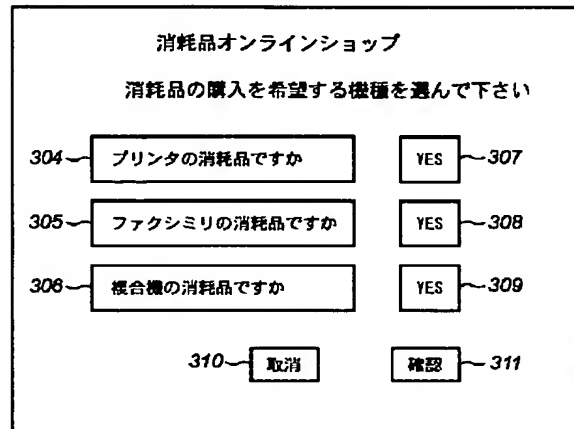 消耗品オンラインショップ
消耗品の購入を希望する機種を選んで下さい
304 プリンタの消耗品ですか YES 307
305 ファクシミリの消耗品ですか YES 308
306 複合機の消耗品ですか YES 309
310 取消 確認 311